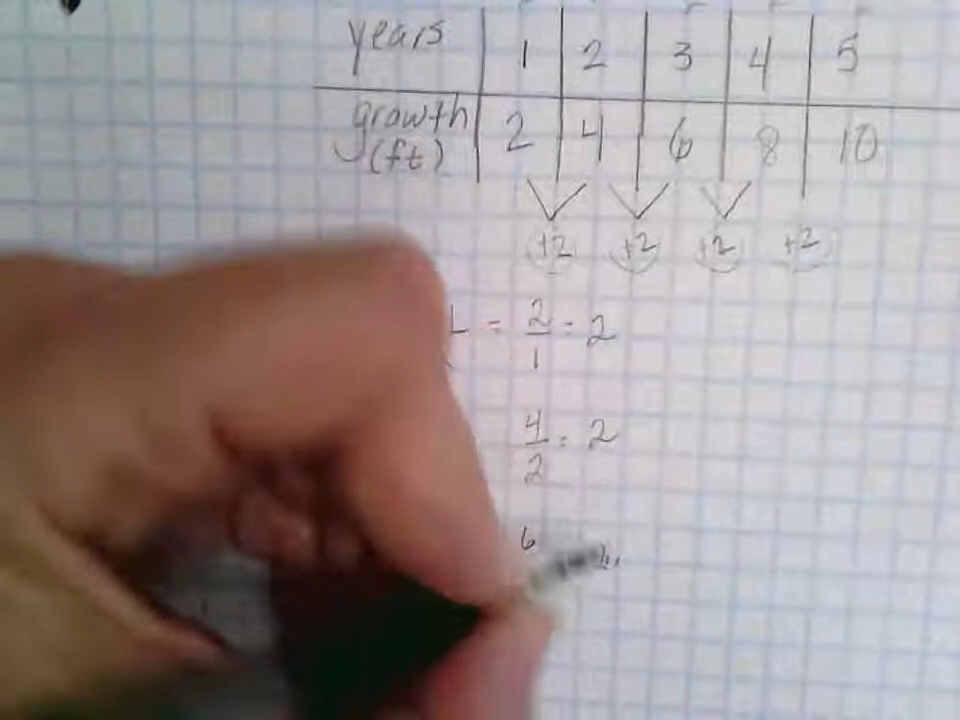 years 1 2 3 4 5
growth (ft) 2 4 6 8 10
+2 +2 +2 +2
= 2/1 = 2
4/2 = 2
6